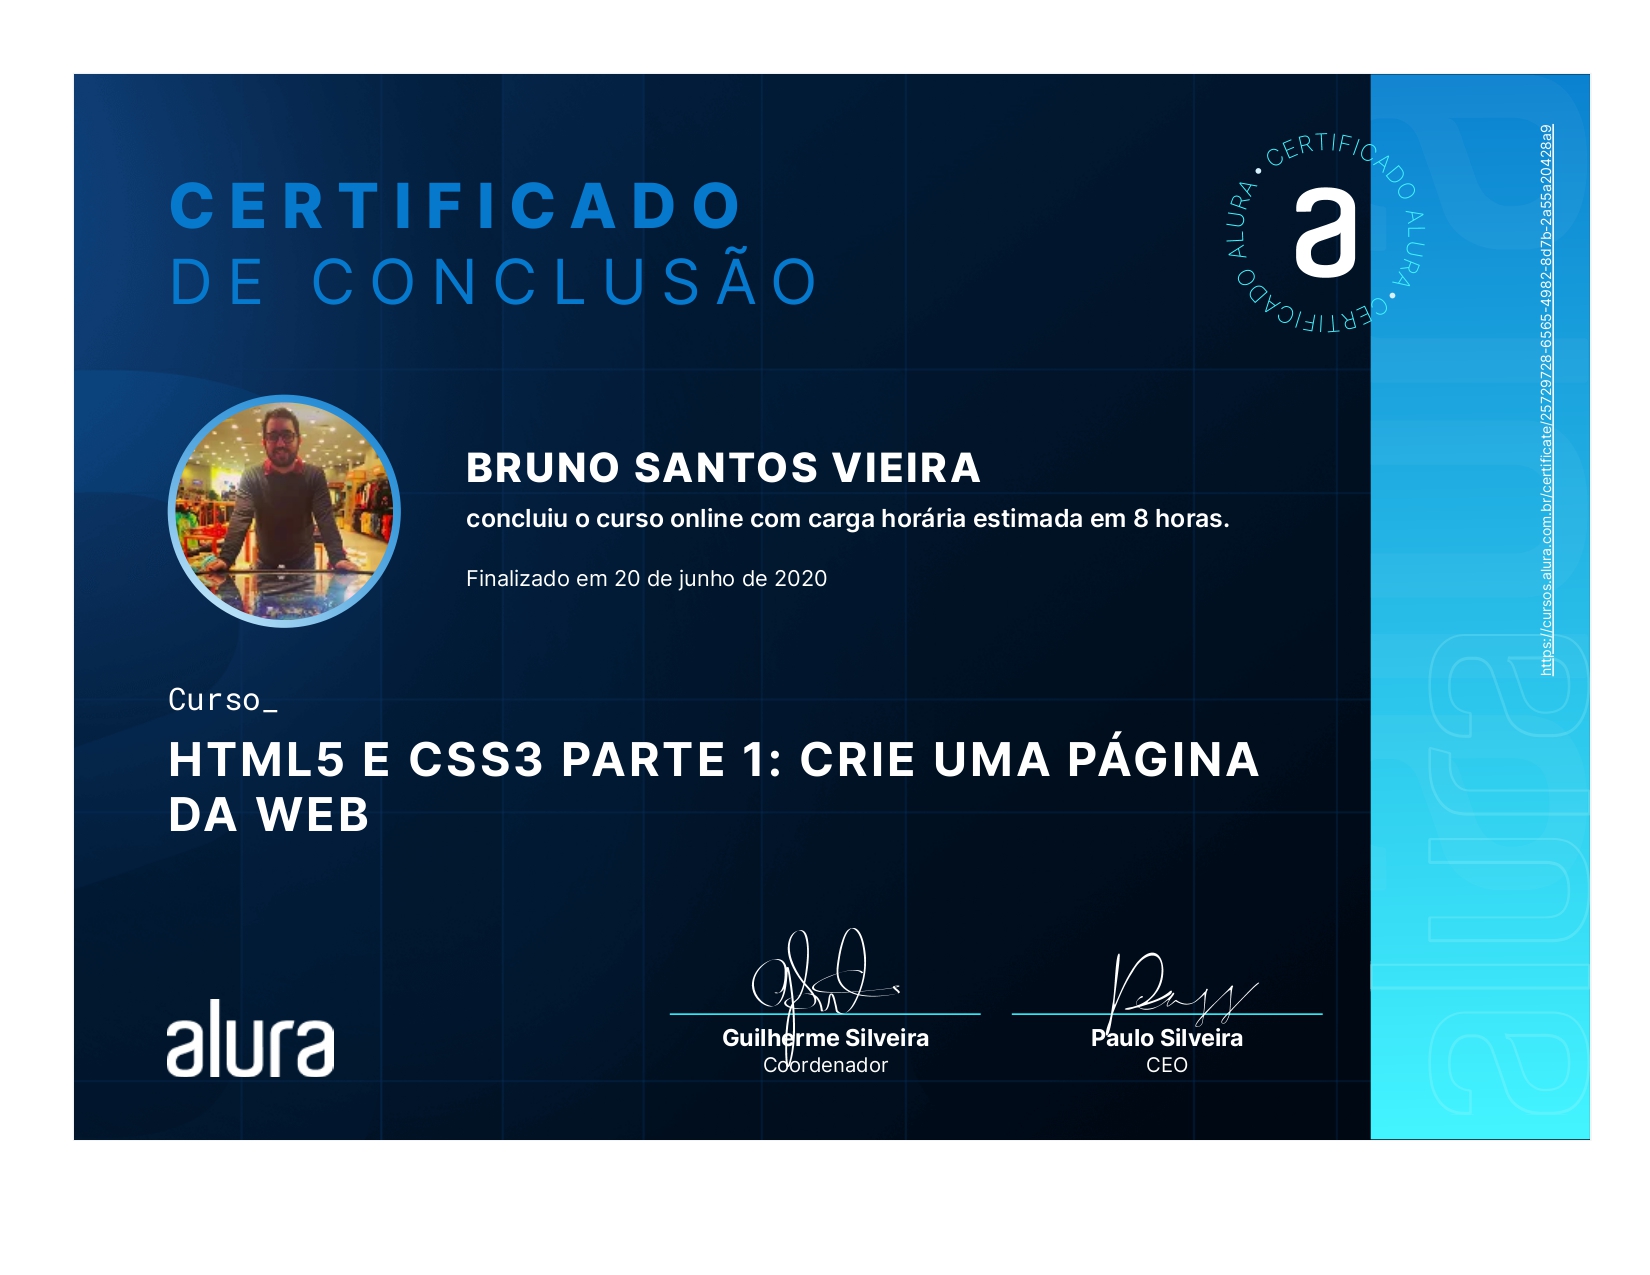 CERTIFICADO
DE CONCLUSÃO
CERTIFICADO ALURA • CERTIFICADO ALURA •
a
https://cursos.alura.com.br/certificate/25729728-6565-4982-8d7b-2a55a20428a9
BRUNO SANTOS VIEIRA
concluiu o curso online com carga horária estimada em 8 horas.
Finalizado em 20 de junho de 2020
Curso_
HTML5 E CSS3 PARTE 1: CRIE UMA PÁGINA
DA WEB
alura
Guilherme Silveira
Coordenador
Paulo Silveira
CEO
alura